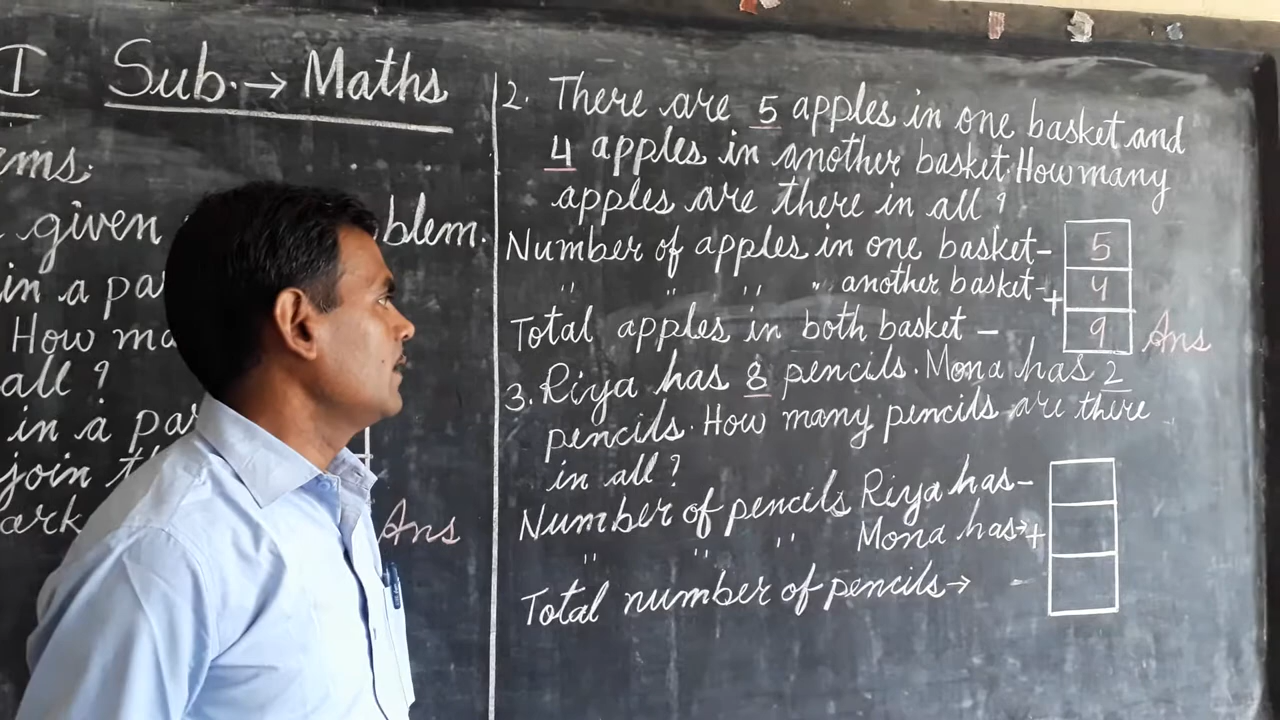 I Sub. → Maths
ems.
given blem.
in a pa
How ma
all ?
in a pa
join th
ark Ans
2. There are 5 apples in one basket and
4 apples in another basket. How many
apples are there in all ?
Number of apples in one basket - 5
" " " " another basket - + 4
Total apples in both basket - 9 Ans
3. Riya has 8 pencils. Mona has 2
pencils. How many pencils are there
in all ?
Number of pencils Riya has -
" " " Mona has → +
Total number of pencils → -